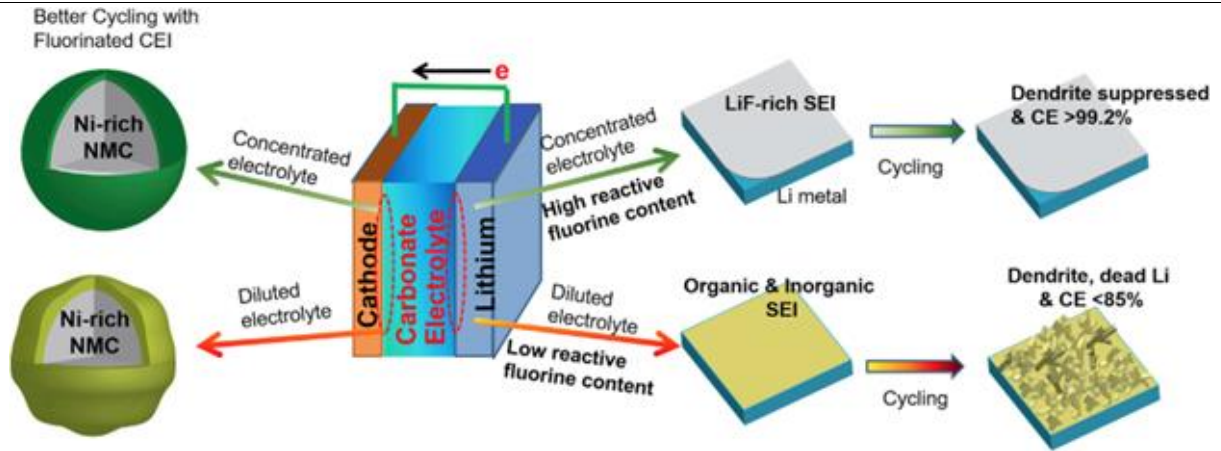 Better Cycling with
Fluorinated CEI
Ni-rich
NMC
Concentrated
electrolyte
e
Concentrated
electrolyte
High reactive
fluorine content
LiF-rich SEI
Li metal
Cycling
Dendrite suppressed
& CE >99.2%
Cathode
Carbonate
Electrolyte
Lithium
Ni-rich
NMC
Diluted
electrolyte
Diluted
electrolyte
Low reactive
fluorine content
Organic & Inorganic
SEI
Cycling
Dendrite, dead Li
& CE <85%